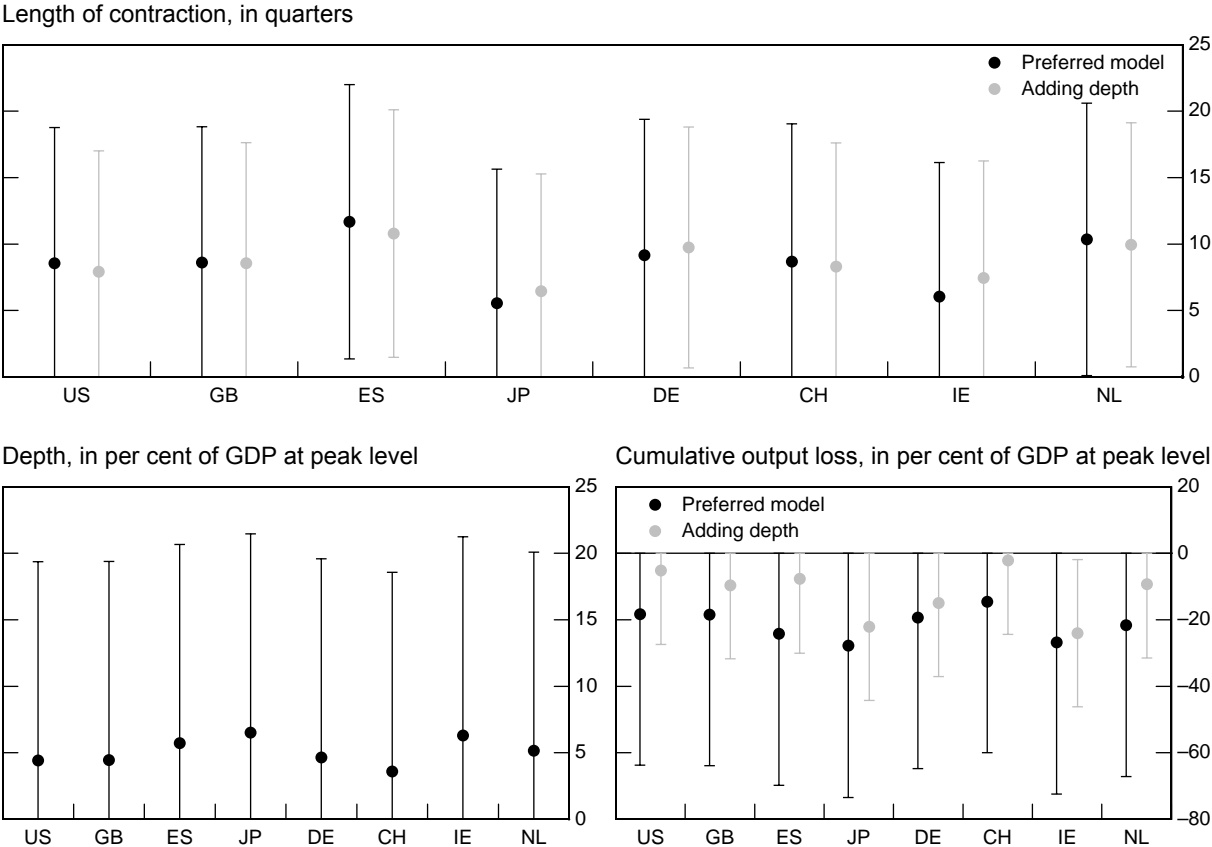 Length of contraction, in quarters
25
Preferred model
Adding depth
20
15
10
5
0
US GB ES JP DE CH IE NL
Depth, in per cent of GDP at peak level
25
20
15
10
5
0
US GB ES JP DE CH IE NL
Cumulative output loss, in per cent of GDP at peak level
20
Preferred model
Adding depth
0
–20
–40
–60
–80
US GB ES JP DE CH IE NL